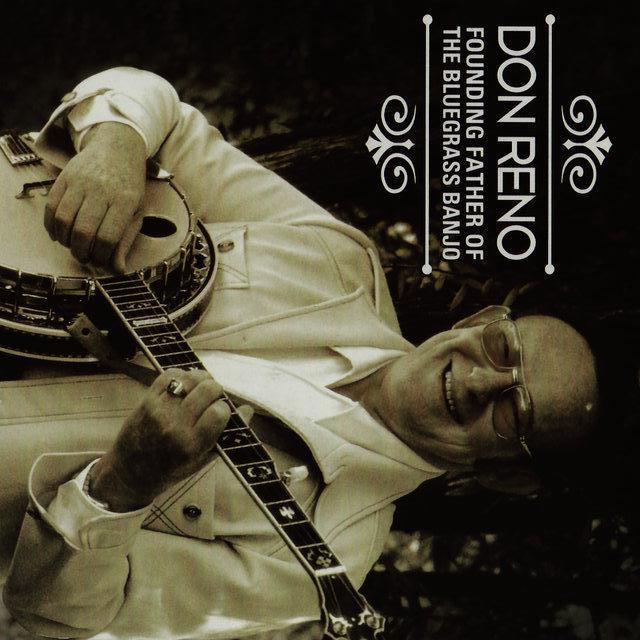 DON RENO
FOUNDING FATHER OF
THE BLUEGRASS BANJO